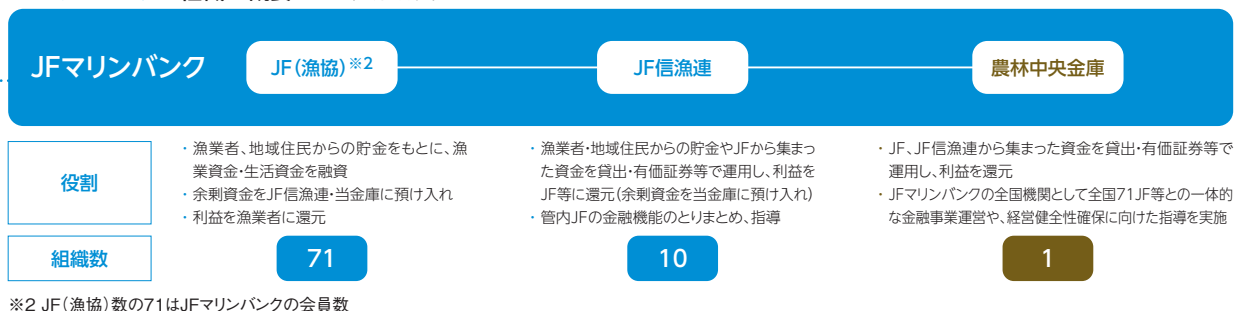 JFマリンバンク
JF(漁協)※2
JF信漁連
農林中央金庫
役割
・漁業者、地域住民からの貯金をもとに、漁
業資金・生活資金を融資
・余剰資金をJF信漁連・当金庫に預け入れ
・利益を漁業者に還元
・漁業者・地域住民からの貯金やJFから集まっ
た資金を貸出・有価証券等で運用し、利益を
JF等に還元(余剰資金を当金庫に預け入れ)
・管内JFの金融機能のとりまとめ、指導
・JF、JF信漁連から集まった資金を貸出・有価証券等で
運用し、利益を還元
・JFマリンバンクの全国機関として全国71JF等との一体的
な金融事業運営や、経営健全性確保に向けた指導を実施
組織数
71
10
1
※2 JF(漁協)数の71はJFマリンバンクの会員数